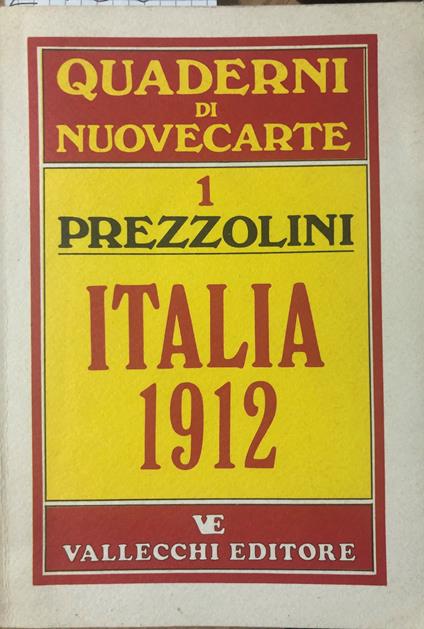 QUADERNI
DI
NUOVECARTE
1
PREZZOLINI
ITALIA
1912
VE
VALLECCHI EDITORE